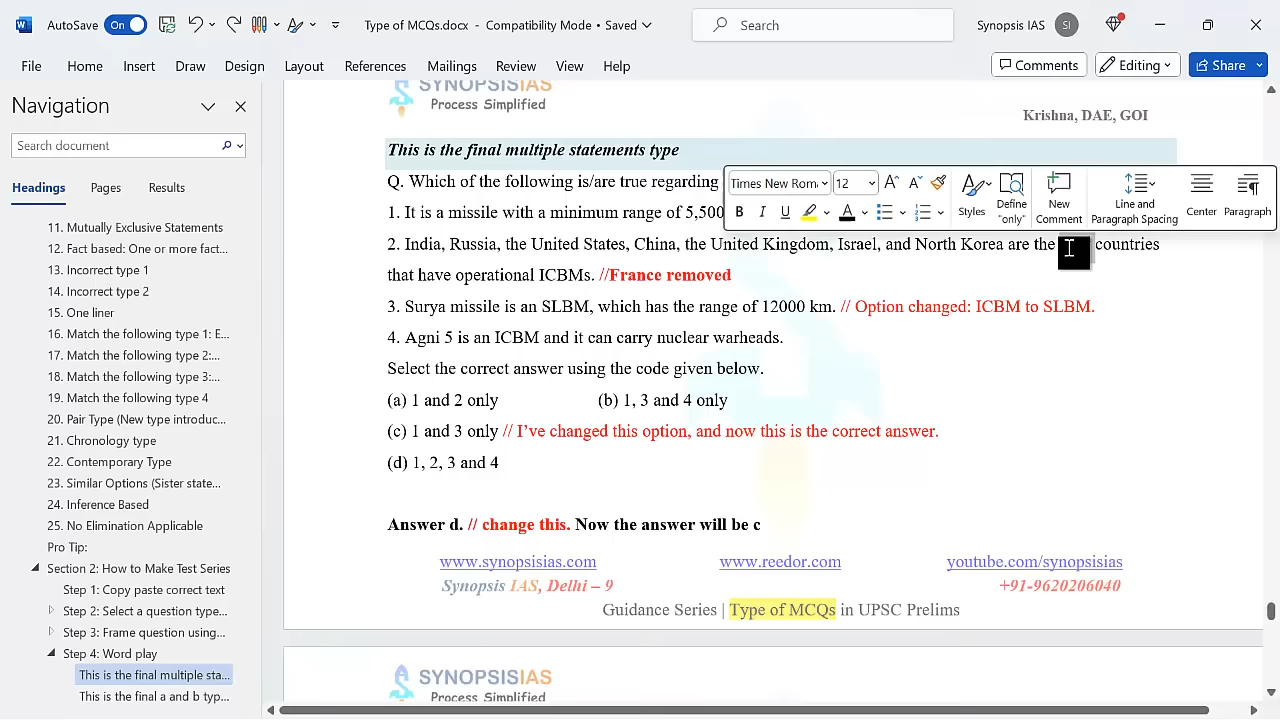 AutoSave On Type of MCQs.docx - Compatibility Mode • Saved Search Synopsis IAS SI
File Home Insert Draw Design Layout References Mailings Review View Help Comments Editing Share
Navigation
Search document
Headings Pages Results
11. Mutually Exclusive Statements
12. Fact based: One or more fact...
13. Incorrect type 1
14. Incorrect type 2
15. One liner
16. Match the following type 1: E...
17. Match the following type 2:...
18. Match the following type 3:...
19. Match the following type 4
20. Pair Type (New type introduc...
21. Chronology type
22. Contemporary Type
23. Similar Options (Sister state...
24. Inference Based
25. No Elimination Applicable
Pro Tip:
Section 2: How to Make Test Series
Step 1: Copy paste correct text
Step 2: Select a question type...
Step 3: Frame question using...
Step 4: Word play
This is the final multiple sta...
This is the final a and b typ...
SYNOPSISIAS
Process Simplified
Krishna, DAE, GOI
This is the final multiple statements type
Q. Which of the following is/are true regarding
1. It is a missile with a minimum range of 5,500
2. India, Russia, the United States, China, the United Kingdom, Israel, and North Korea are the countries
that have operational ICBMs. //France removed
3. Surya missile is an SLBM, which has the range of 12000 km. // Option changed: ICBM to SLBM.
4. Agni 5 is an ICBM and it can carry nuclear warheads.
Select the correct answer using the code given below.
(a) 1 and 2 only (b) 1, 3 and 4 only
(c) 1 and 3 only // I’ve changed this option, and now this is the correct answer.
(d) 1, 2, 3 and 4
Answer d. // change this. Now the answer will be c
www.synopsisias.com www.reedor.com youtube.com/synopsisias
Synopsis IAS, Delhi – 9 +91-9620206040
Guidance Series | Type of MCQs in UPSC Prelims
SYNOPSISIAS
Process Simplified
Times New Rom 12 A A Styles Define "only" New Comment Line and Paragraph Spacing Center Paragraph
B I U A